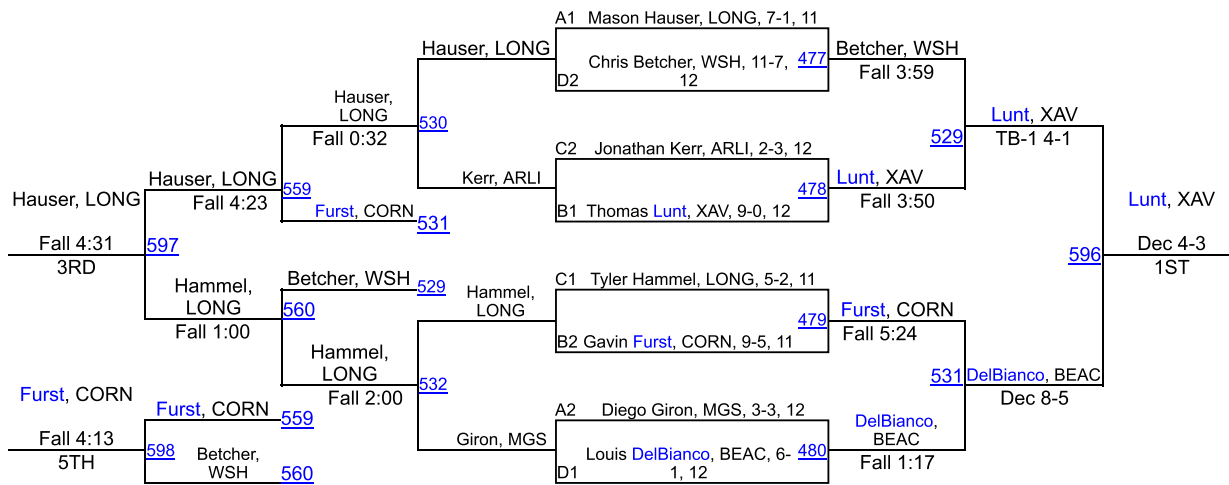 A1 Mason Hauser, LONG, 7-1, 11
Hauser, LONG
Betcher, WSH
Chris Betcher, WSH, 11-7,
477
Fall 3:59
D2
12
Hauser,
LONG
Lunt, XAV
530
529
Fall 0:32
TB-1 4-1
C2 Jonathan Kerr, ARLI, 2-3, 12
Hauser, LONG
Kerr, ARLI
Lunt, XAV
559
478
Hauser, LONG
Fall 4:23
Fall 3:50
Lunt, XAV
Furst, CORN
B1 Thomas Lunt, XAV, 9-0, 12
531
Fall 4:31
597
596
Dec 4-3
3RD
1ST
Betcher, WSH
C1 Tyler Hammel, LONG, 5-2, 11
529
Hammel,
LONG
Hammel,
LONG
560
Furst, CORN
479
Fall 1:00
Fall 5:24
B2 Gavin Furst, CORN, 9-5, 11
Hammel,
LONG
531
DelBianco, BEAC
532
Furst, CORN
Fall 2:00
Dec 8-5
Furst, CORN
A2 Diego Giron, MGS, 3-3, 12
559
DelBianco,
BEAC
Fall 4:13
Giron, MGS
598
Louis DelBianco, BEAC, 6-
480
5TH
Betcher,
WSH
Fall 1:17
560
D1
1, 12